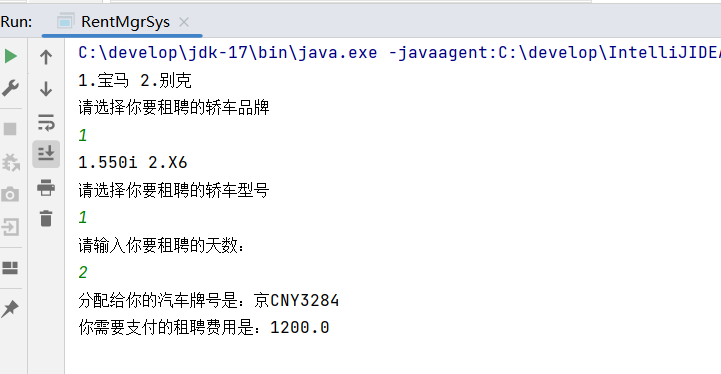 Run: RentMgrSys
C:\develop\jdk-17\bin\java.exe -javaagent:C:\develop\IntelliJIDEA
1.宝马 2.别克
请选择你要租聘的轿车品牌
1
1.550i 2.X6
请选择你要租聘的轿车型号
1
请输入你要租聘的天数：
2
分配给你的汽车牌号是：京CNY3284
你需要支付的租聘费用是：1200.0